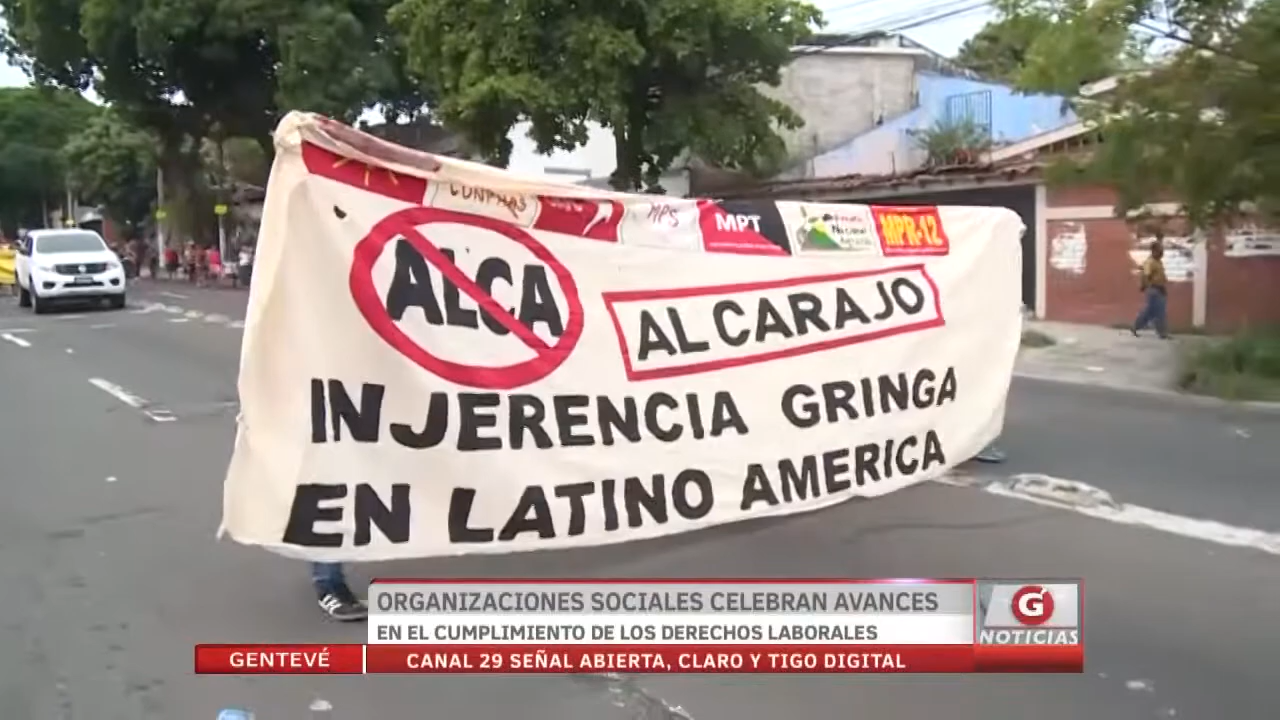 CONPHAS
MPS
MPT
MPR-12
ALCA
AL CARAJO
INJERENCIA GRINGA
EN LATINO AMERICA
ORGANIZACIONES SOCIALES CELEBRAN AVANCES
EN EL CUMPLIMIENTO DE LOS DERECHOS LABORALES
G
NOTICIAS
GENTEVÉ
CANAL 29 SEÑAL ABIERTA, CLARO Y TIGO DIGITAL